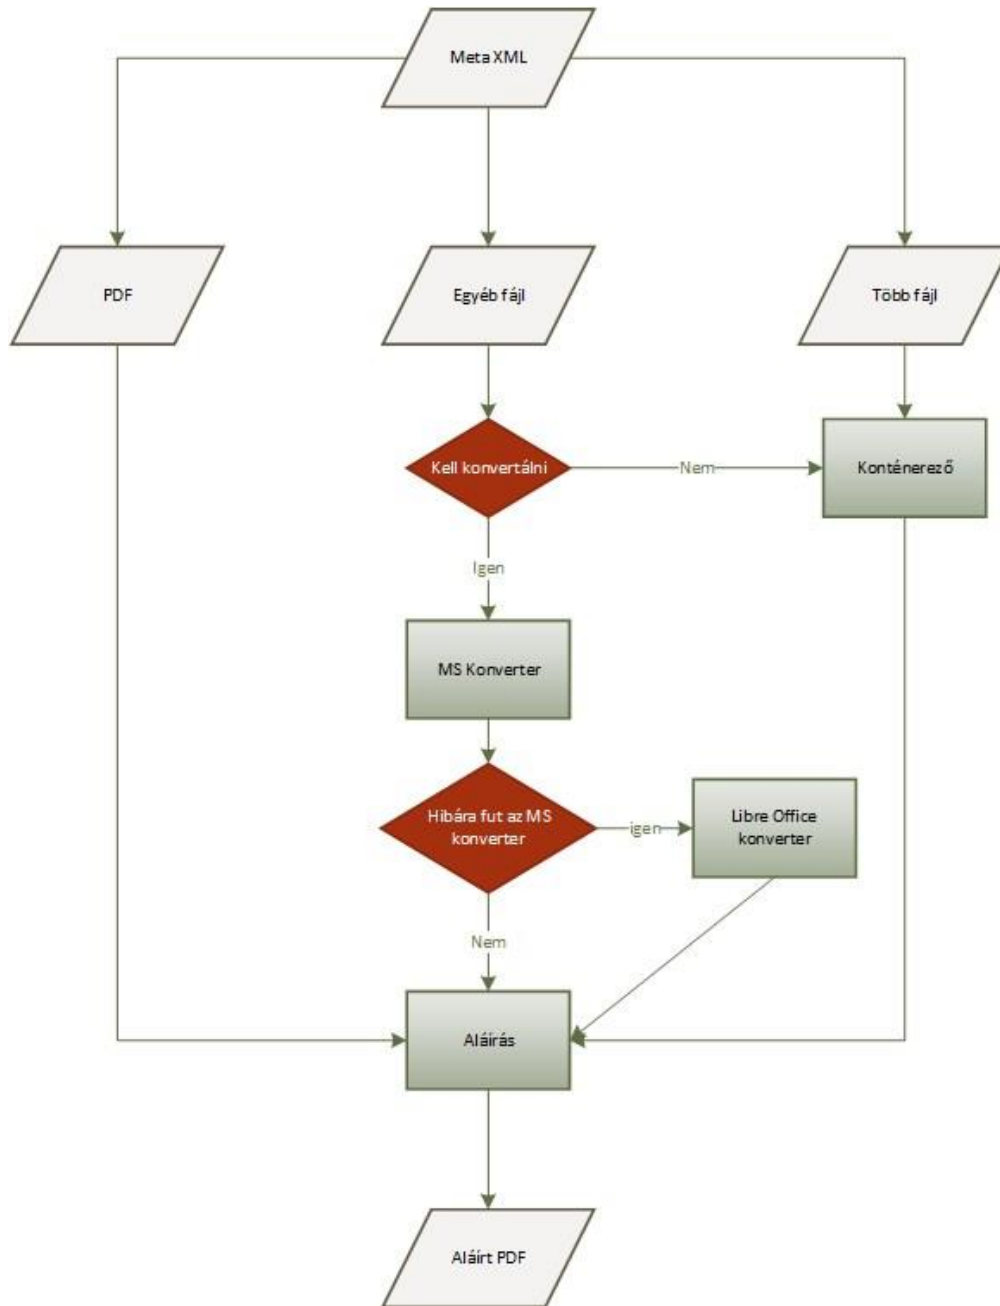 Meta XML
PDF
Egyéb fájl
Több fájl
Kell konvertálni
Nem
Konténerező
Igen
MS Konverter
Hibára fut az MS
konverter
igen
Libre Office
konverter
Nem
Aláírás
Aláírt PDF